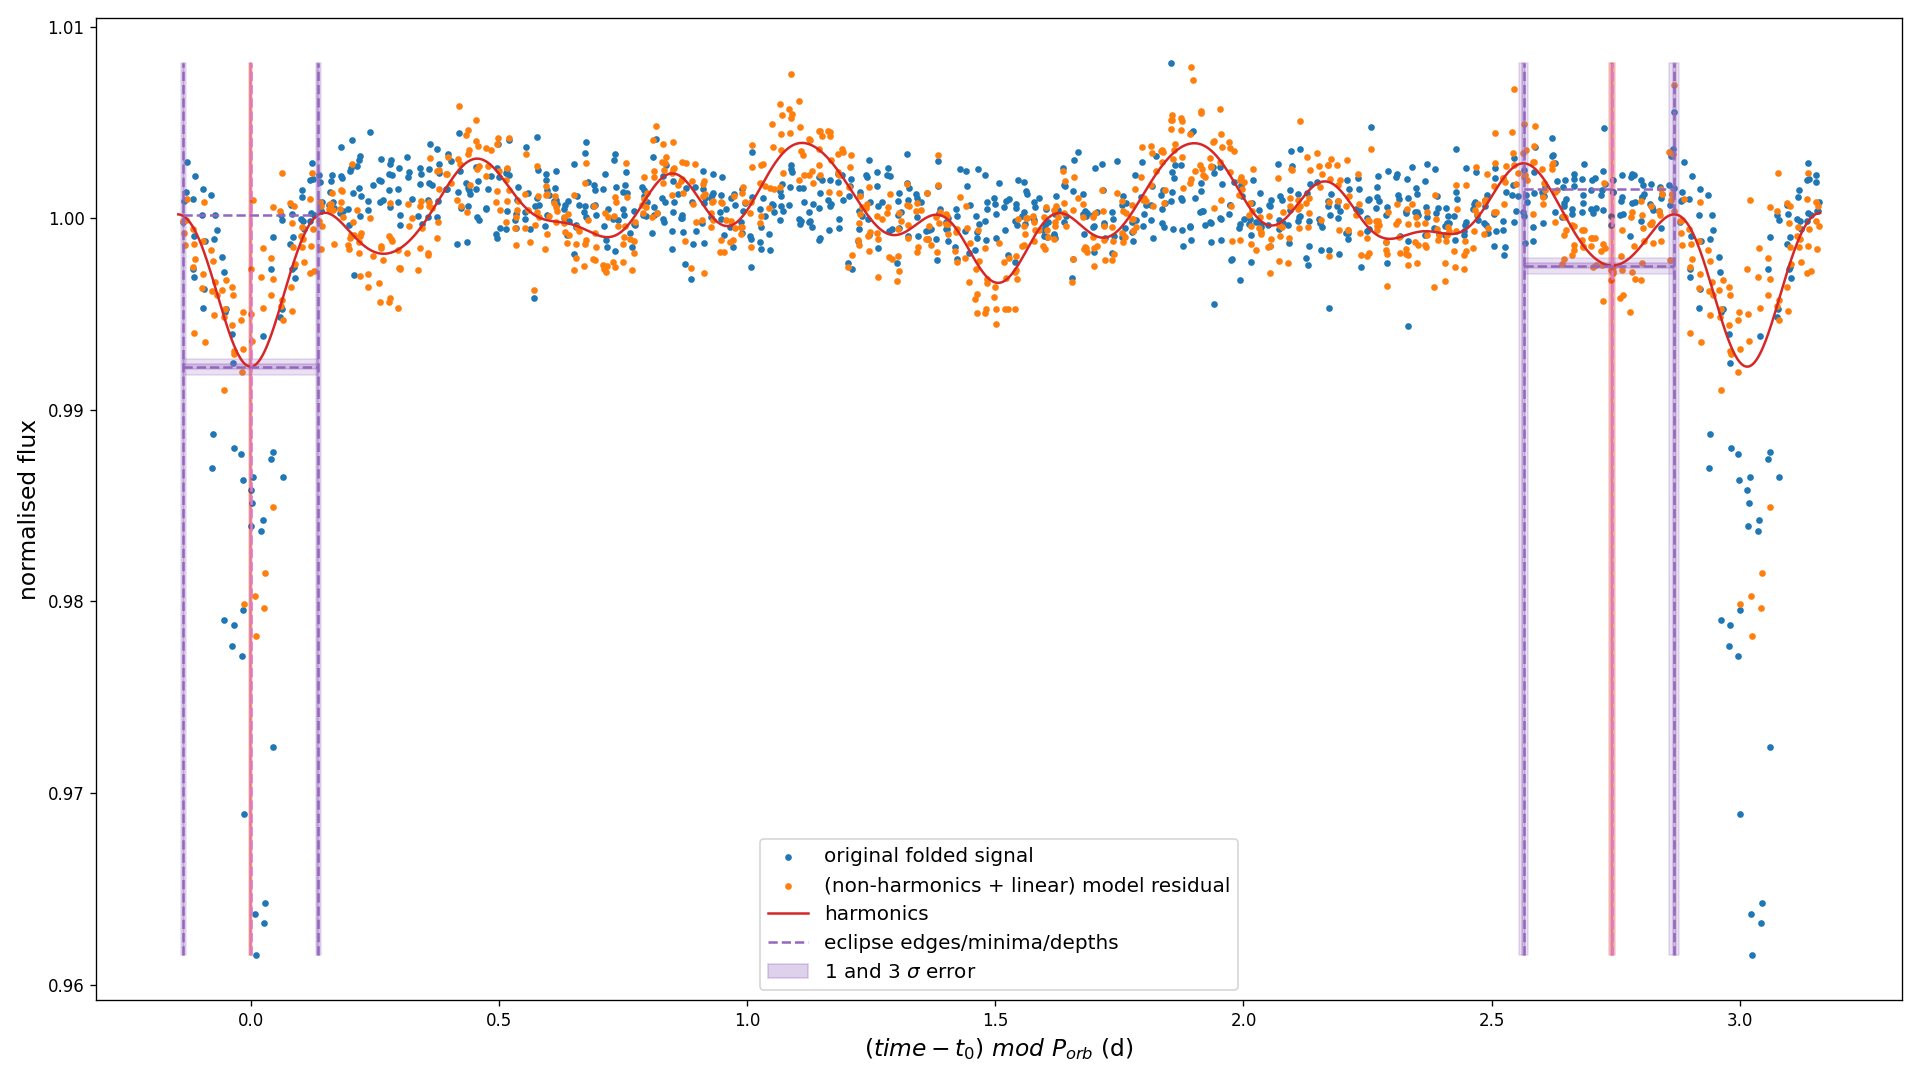 1.01
1.00
0.99
0.98
0.97
0.96
normalised flux
original folded signal
(non-harmonics + linear) model residual
harmonics
eclipse edges/minima/depths
1 and 3 σ error
0.0 0.5 1.0 1.5 2.0 2.5 3.0
(time − t₀) mod P_orb (d)